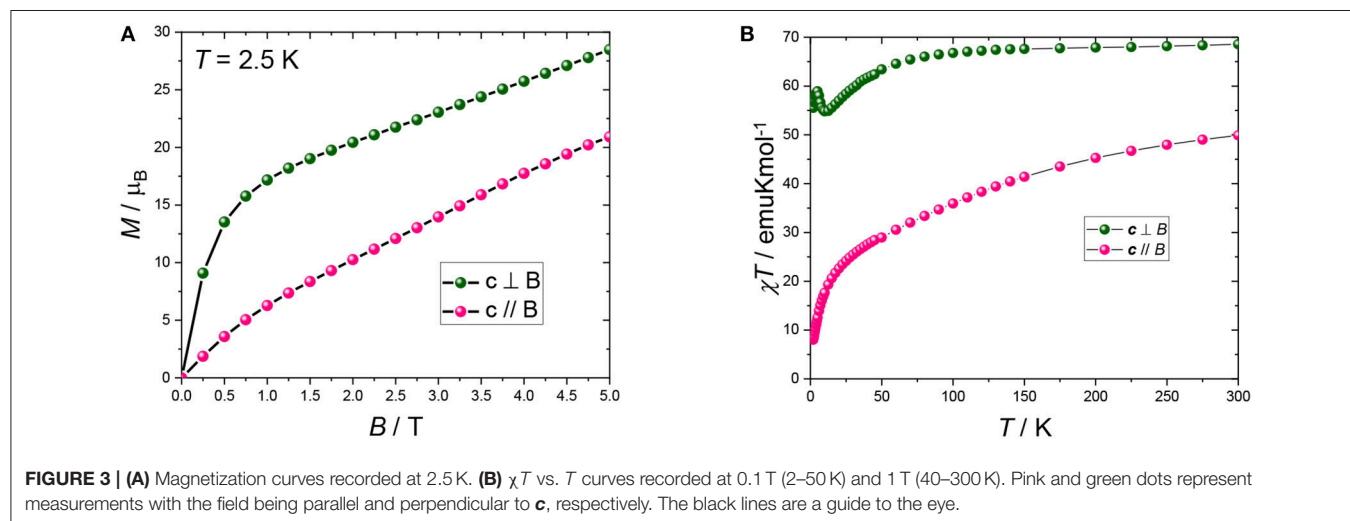 A
T = 2.5 K
30
25
20
15
10
5
0
M / μB
c ⊥ B
c // B
0.0 0.5 1.0 1.5 2.0 2.5 3.0 3.5 4.0 4.5 5.0
B / T
B
70
60
50
40
30
20
10
0
χT / emuKmol-1
c ⊥ B
c // B
50 100 150 200 250 300
T / K
FIGURE 3 | (A) Magnetization curves recorded at 2.5 K. (B) χT vs. T curves recorded at 0.1 T (2–50 K) and 1 T (40–300 K). Pink and green dots represent
measurements with the field being parallel and perpendicular to c, respectively. The black lines are a guide to the eye.